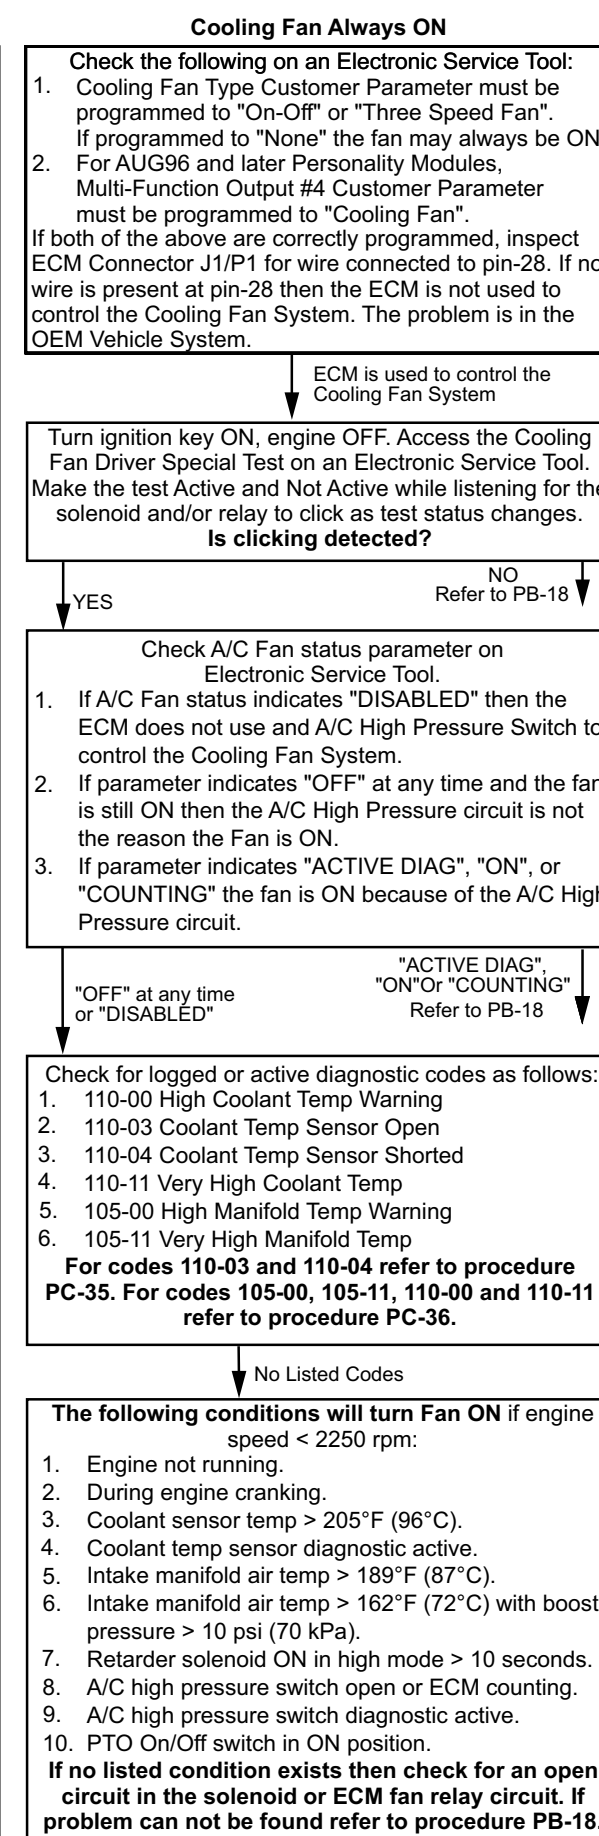 Cooling Fan Always ON
Check the following on an Electronic Service Tool:
1. Cooling Fan Type Customer Parameter must be
programmed to "On-Off" or "Three Speed Fan".
If programmed to "None" the fan may always be ON
2. For AUG96 and later Personality Modules,
Multi-Function Output #4 Customer Parameter
must be programmed to "Cooling Fan".
If both of the above are correctly programmed, inspect
ECM Connector J1/P1 for wire connected to pin-28. If no
wire is present at pin-28 then the ECM is not used to
control the Cooling Fan System. The problem is in the
OEM Vehicle System.
ECM is used to control the
Cooling Fan System
Turn ignition key ON, engine OFF. Access the Cooling
Fan Driver Special Test on an Electronic Service Tool.
Make the test Active and Not Active while listening for the
solenoid and/or relay to click as test status changes.
Is clicking detected?
YES
NO
Refer to PB-18
Check A/C Fan status parameter on
Electronic Service Tool.
1. If A/C Fan status indicates "DISABLED" then the
ECM does not use and A/C High Pressure Switch to
control the Cooling Fan System.
2. If parameter indicates "OFF" at any time and the fan
is still ON then the A/C High Pressure circuit is not
the reason the Fan is ON.
3. If parameter indicates "ACTIVE DIAG", "ON", or
"COUNTING" the fan is ON because of the A/C High
Pressure circuit.
"OFF" at any time
or "DISABLED"
"ACTIVE DIAG",
"ON"Or "COUNTING"
Refer to PB-18
Check for logged or active diagnostic codes as follows:
1. 110-00 High Coolant Temp Warning
2. 110-03 Coolant Temp Sensor Open
3. 110-04 Coolant Temp Sensor Shorted
4. 110-11 Very High Coolant Temp
5. 105-00 High Manifold Temp Warning
6. 105-11 Very High Manifold Temp
For codes 110-03 and 110-04 refer to procedure
PC-35. For codes 105-00, 105-11, 110-00 and 110-11
refer to procedure PC-36.
No Listed Codes
The following conditions will turn Fan ON if engine
speed < 2250 rpm:
1. Engine not running.
2. During engine cranking.
3. Coolant sensor temp > 205°F (96°C).
4. Coolant temp sensor diagnostic active.
5. Intake manifold air temp > 189°F (87°C).
6. Intake manifold air temp > 162°F (72°C) with boost
pressure > 10 psi (70 kPa).
7. Retarder solenoid ON in high mode > 10 seconds.
8. A/C high pressure switch open or ECM counting.
9. A/C high pressure switch diagnostic active.
10. PTO On/Off switch in ON position.
If no listed condition exists then check for an open
circuit in the solenoid or ECM fan relay circuit. If
problem can not be found refer to procedure PB-18.